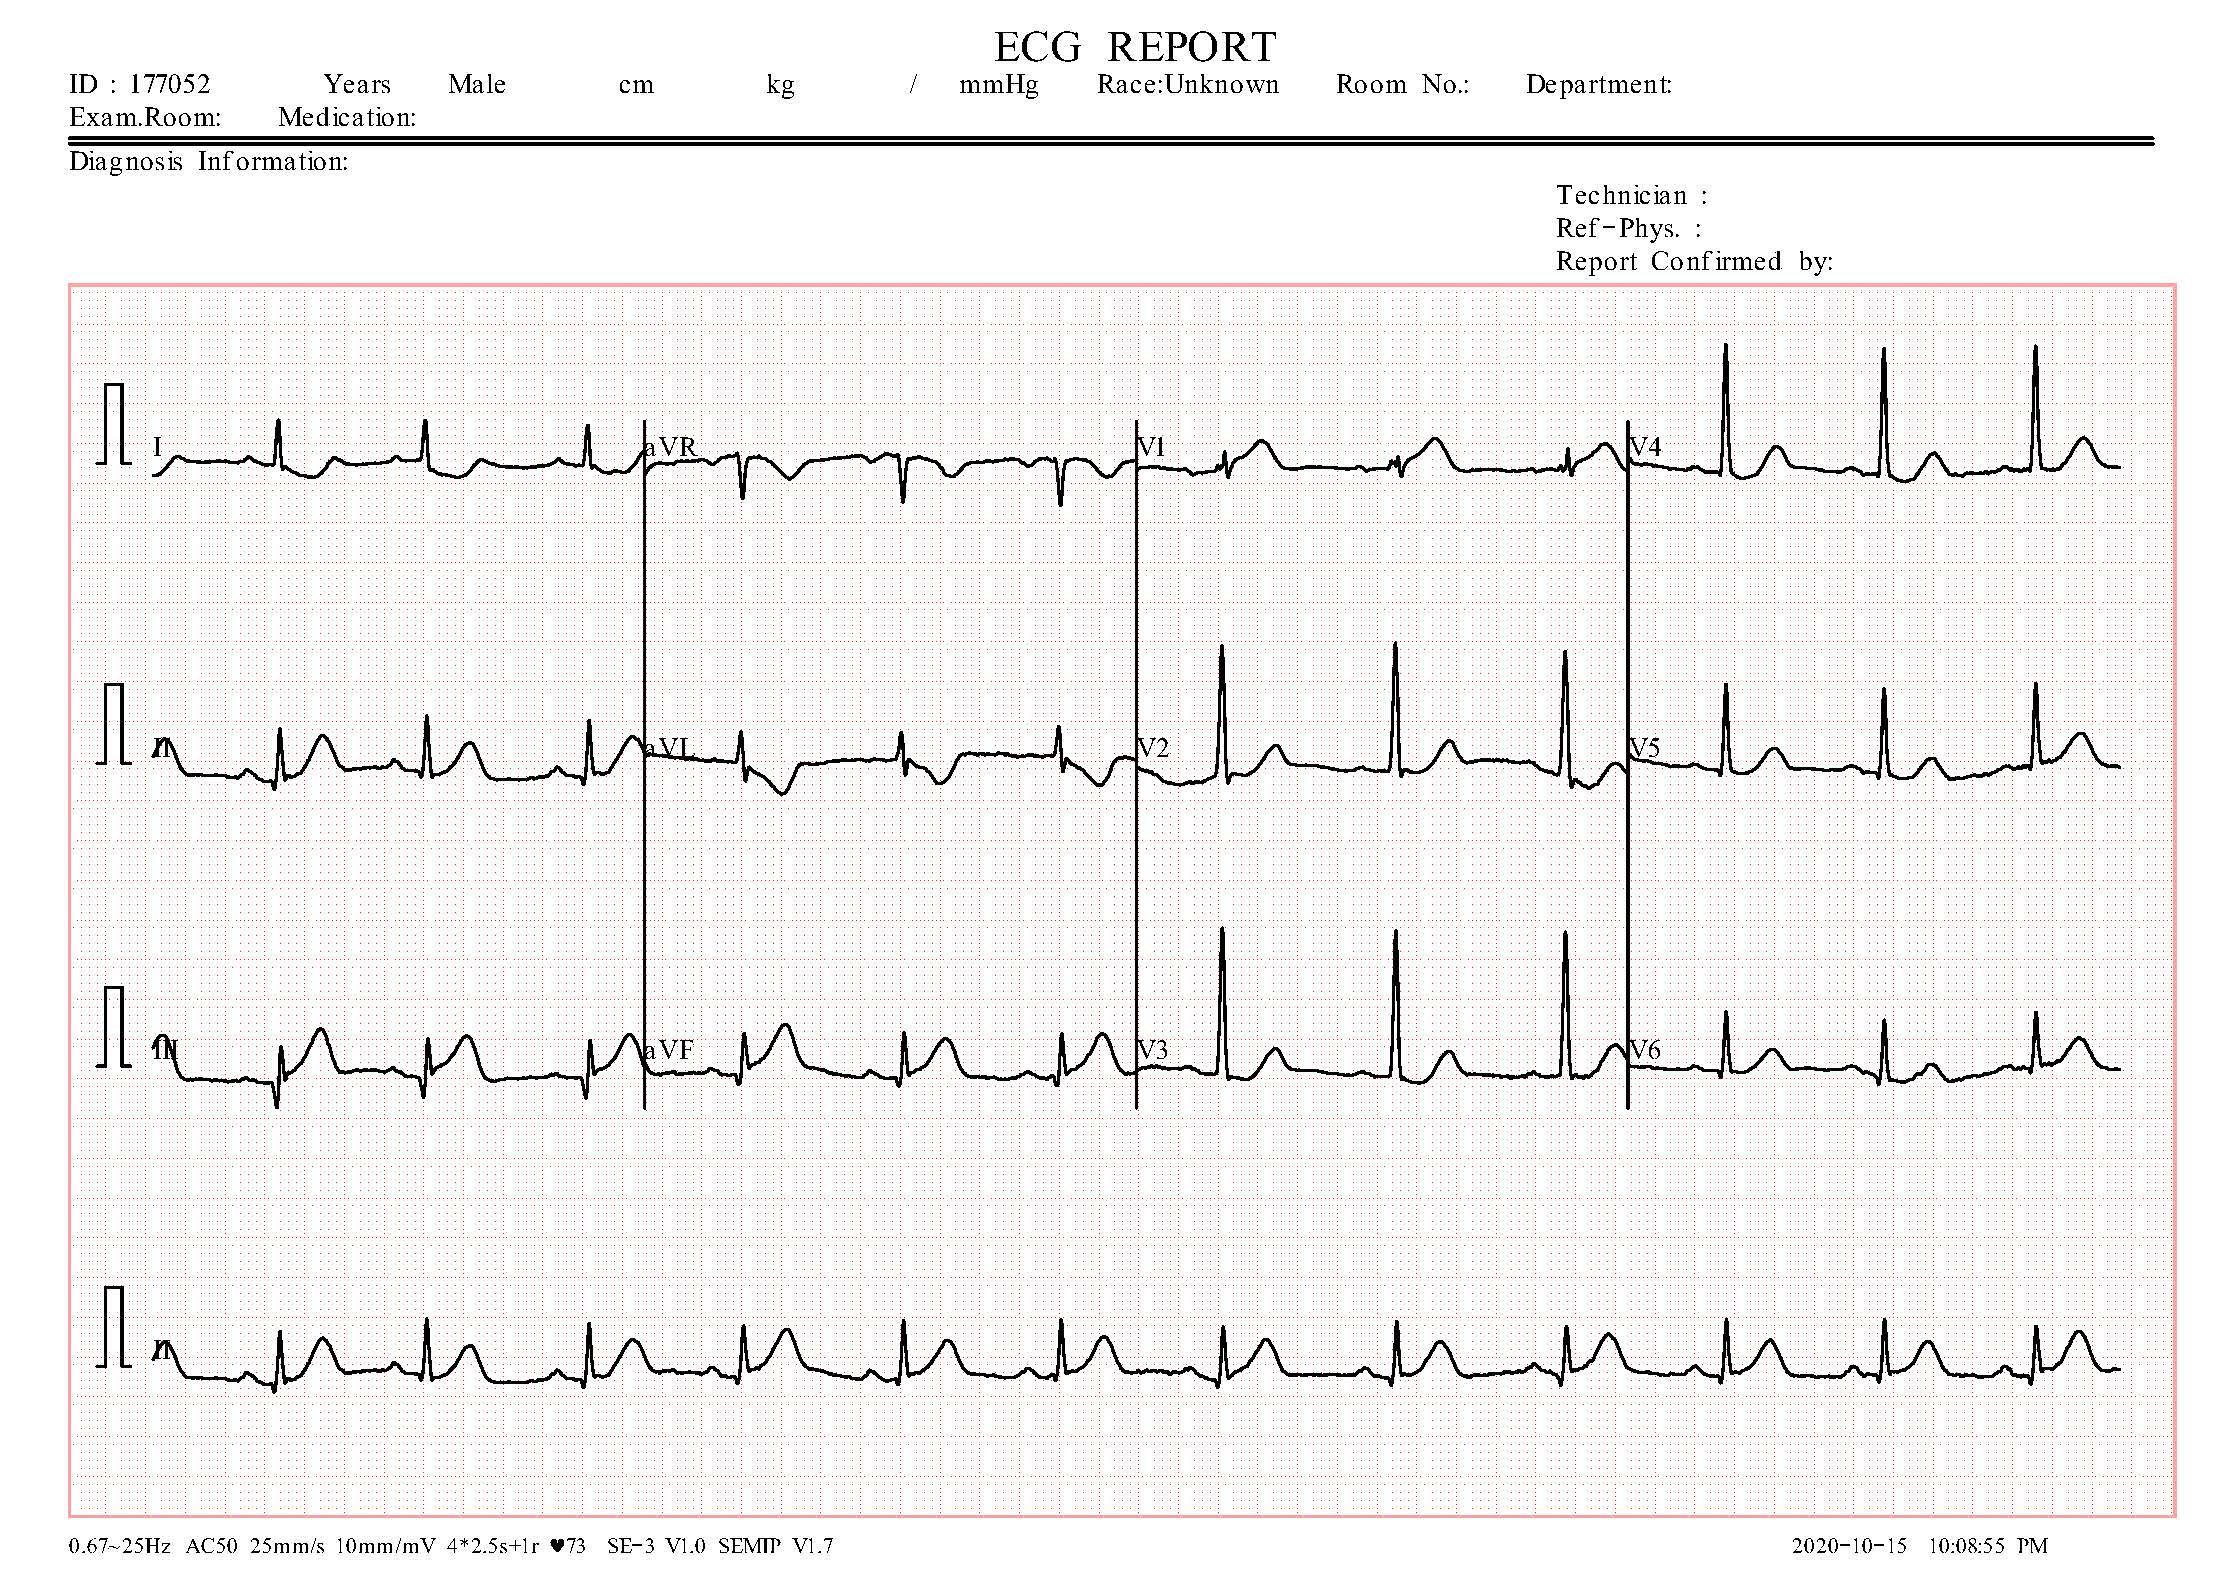 ECG REPORT
ID : 177052 Years Male cm kg / mmHg Race:Unknown Room No.: Department:
Exam.Room: Medication:
Diagnosis Information:
Technician :
Ref-Phys. :
Report Confirmed by:
I aVR V1 V4
II aVL V2 V5
III aVF V3 V6
II
0.67~25Hz AC50 25mm/s 10mm/mV 4*2.5s+1r ♥73 SE-3 V1.0 SEMIP V1.7 2020-10-15 10:08:55 PM